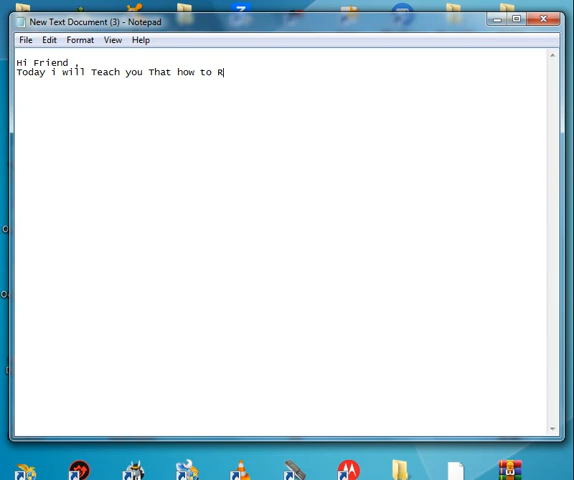 New Text Document (3) - Notepad
File Edit Format View Help
Hi Friend ,
Today i will Teach you That how to R